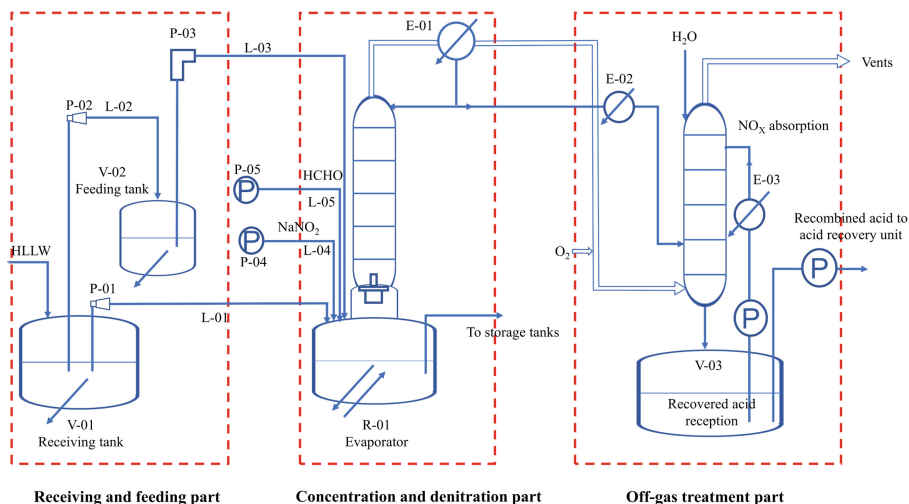 P-03
L-03
P-02
L-02
V-02
Feeding tank
HLLW
P-01
L-01
V-01
Receiving tank
Receiving and feeding part
E-01
P-05
HCHO
L-05
NaNO₂
L-04
P-04
To storage tanks
R-01
Evaporator
Concentration and denitration part
H₂O
Vents
E-02
NOₓ absorption
E-03
O₂
Recombined acid to
acid recovery unit
V-03
Recovered acid
reception
P
P
P
P
Off-gas treatment part